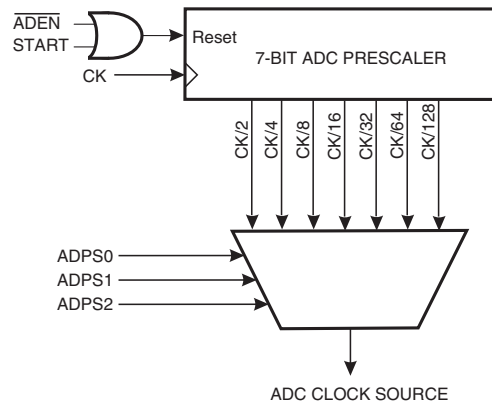 ADEN
START
CK
Reset
7-BIT ADC PRESCALER
CK/2
CK/4
CK/8
CK/16
CK/32
CK/64
CK/128
ADPS0
ADPS1
ADPS2
ADC CLOCK SOURCE